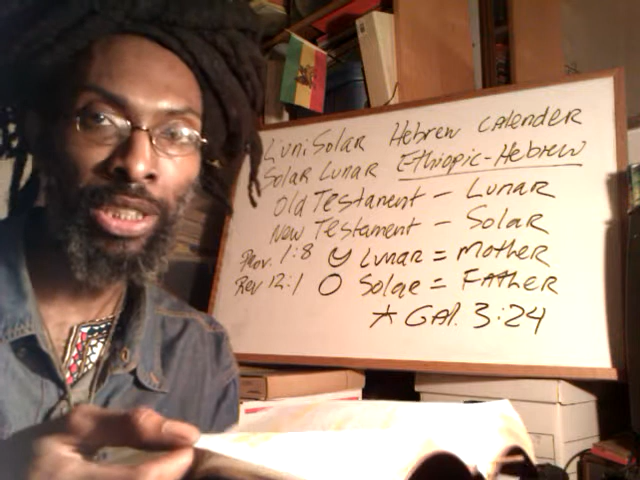 LuniSolar Hebrew calender
Solar Lunar Ethiopic-Hebrew
Old Testament - Lunar
New Testament - Solar
Prov. 1:8 Lunar = Mother
Rev 12:1 Solar = Father
* Gal. 3:24